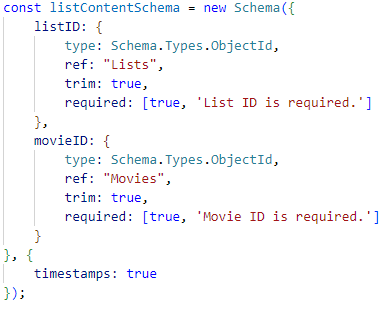 const listContentSchema = new Schema({
    listID: {
        type: Schema.Types.ObjectId,
        ref: "Lists",
        trim: true,
        required: [true, 'List ID is required.']
    },
    movieID: {
        type: Schema.Types.ObjectId,
        ref: "Movies",
        trim: true,
        required: [true, 'Movie ID is required.']
    }
}, {
    timestamps: true
});